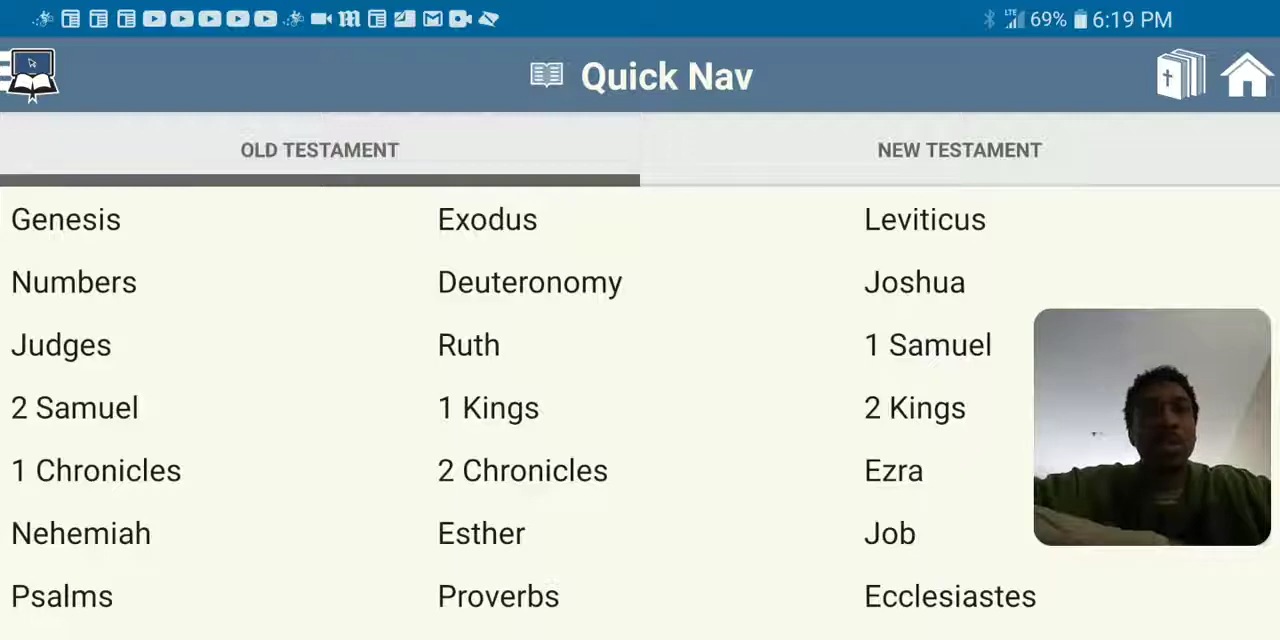 LTE 69% 6:19 PM
Quick Nav
OLD TESTAMENT NEW TESTAMENT
Genesis Exodus Leviticus
Numbers Deuteronomy Joshua
Judges Ruth 1 Samuel
2 Samuel 1 Kings 2 Kings
1 Chronicles 2 Chronicles Ezra
Nehemiah Esther Job
Psalms Proverbs Ecclesiastes